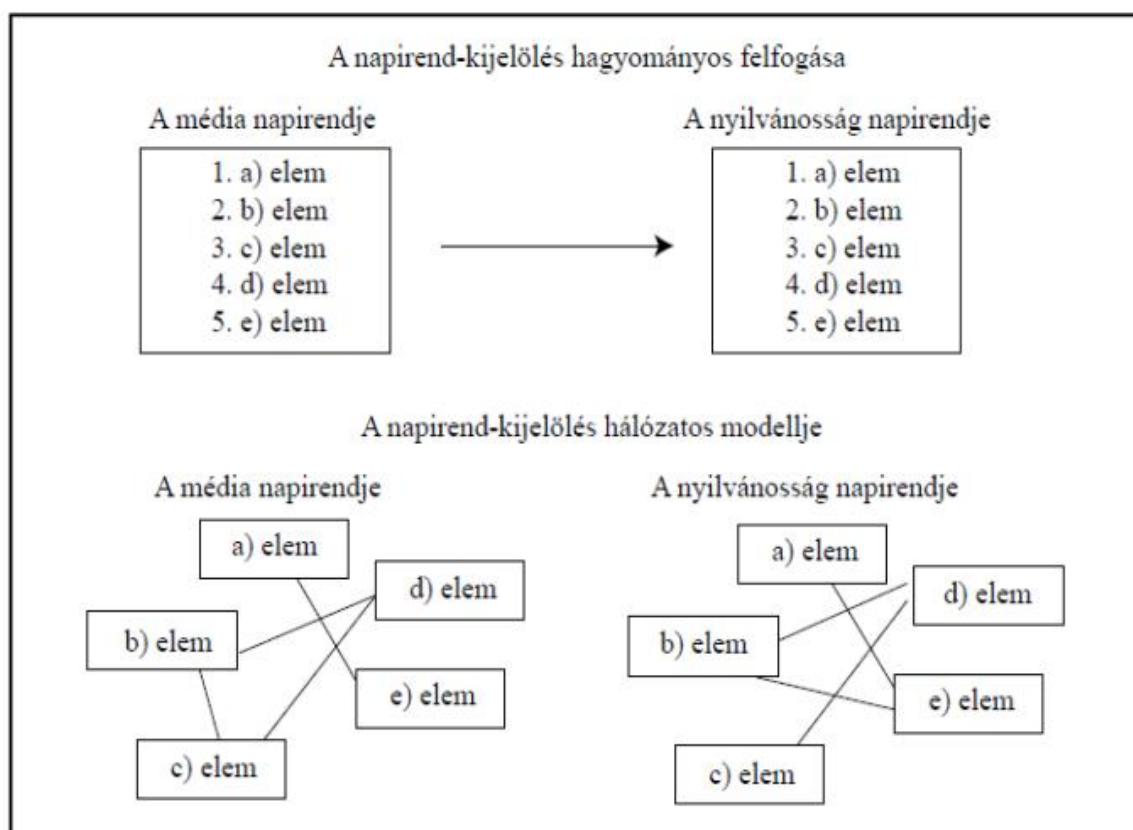 A napirend-kijelölés hagyományos felfogása
A média napirendje
1. a) elem
2. b) elem
3. c) elem
4. d) elem
5. e) elem
A nyilvánosság napirendje
1. a) elem
2. b) elem
3. c) elem
4. d) elem
5. e) elem
A napirend-kijelölés hálózatos modellje
A média napirendje
a) elem
d) elem
b) elem
e) elem
c) elem
A nyilvánosság napirendje
a) elem
d) elem
b) elem
e) elem
c) elem